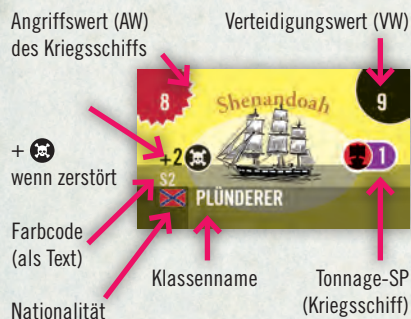 Angriffswert (AW)
des Kriegsschiffs
Verteidigungswert (VW)
8
Shenandoah
9
+
wenn zerstört
+2
1
S2
PLÜNDERER
Farbcode
(als Text)
Klassenname
Tonnage-SP
(Kriegsschiff)
Nationalität